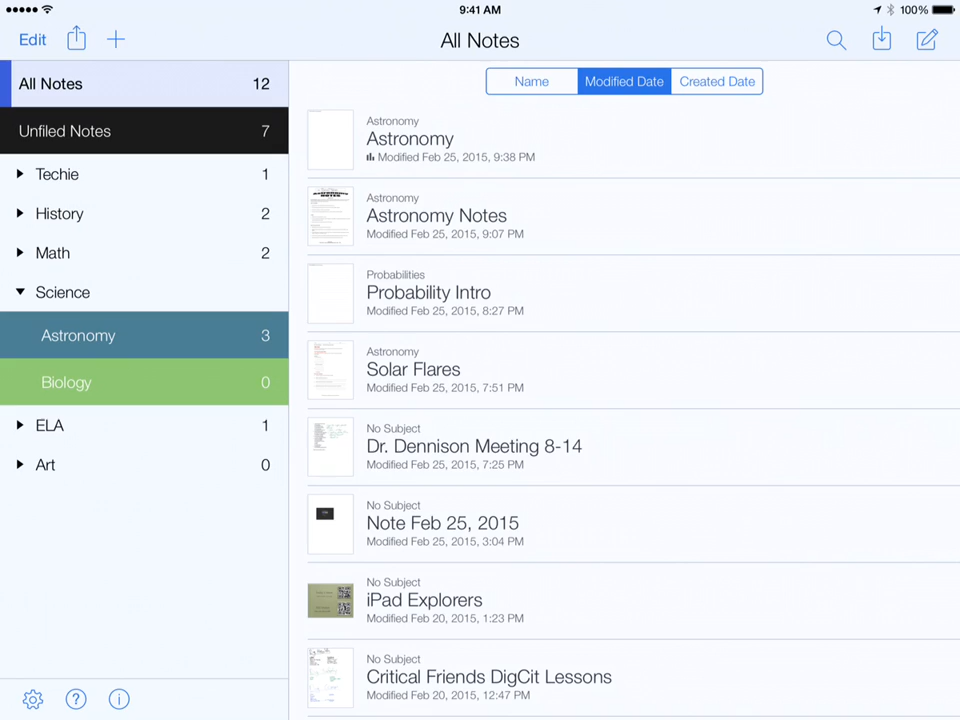 9:41 AM
100%
Edit
All Notes
All Notes 12
Unfiled Notes 7
Techie 1
History 2
Math 2
Science
Astronomy 3
Biology 0
ELA 1
Art 0
Name Modified Date Created Date
Astronomy
Astronomy
Modified Feb 25, 2015, 9:38 PM
Astronomy
Astronomy Notes
Modified Feb 25, 2015, 9:07 PM
Probabilities
Probability Intro
Modified Feb 25, 2015, 8:27 PM
Astronomy
Solar Flares
Modified Feb 25, 2015, 7:51 PM
No Subject
Dr. Dennison Meeting 8-14
Modified Feb 25, 2015, 7:25 PM
No Subject
Note Feb 25, 2015
Modified Feb 25, 2015, 3:04 PM
No Subject
iPad Explorers
Modified Feb 20, 2015, 1:23 PM
No Subject
Critical Friends DigCit Lessons
Modified Feb 20, 2015, 12:47 PM